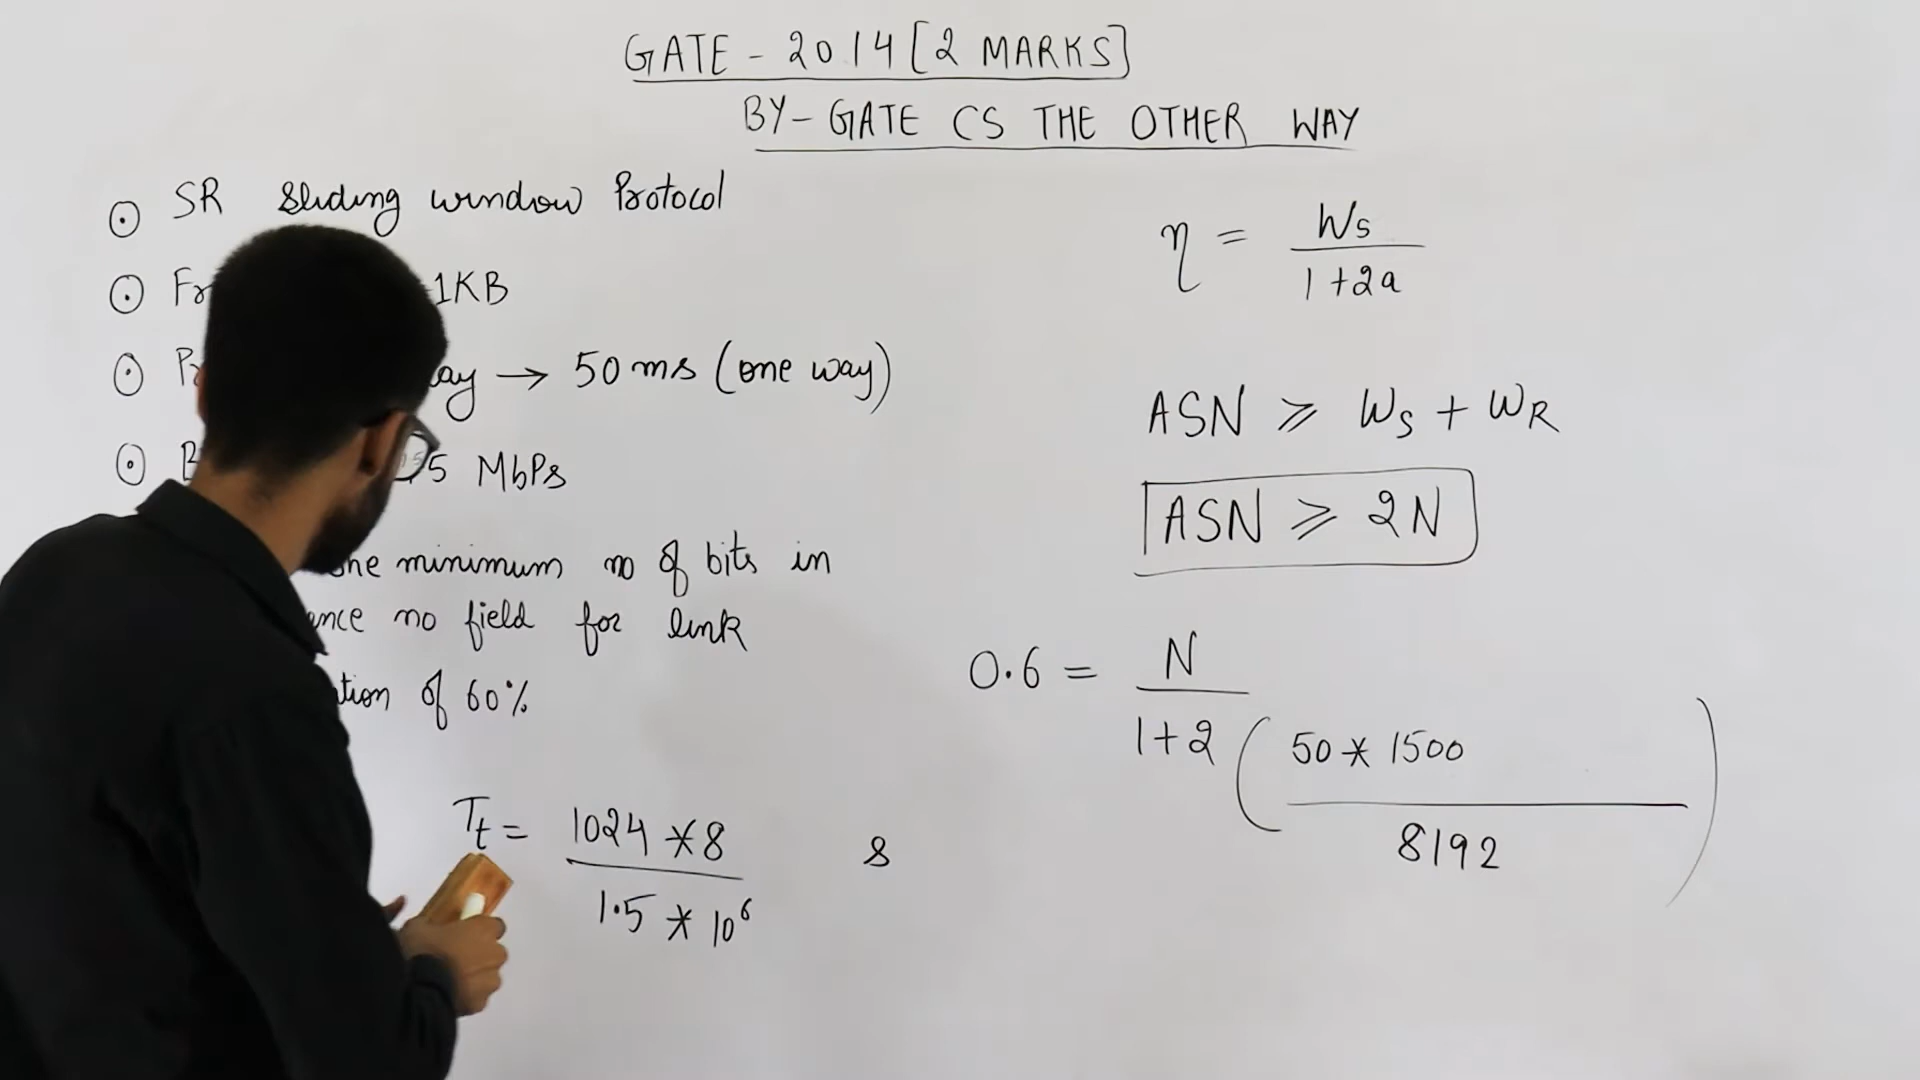 GATE - 2014 [2 MARKS]
BY - GATE CS THE OTHER WAY
SR Sliding window Protocol
1KB
→ 50 ms (one way)
MbPs
minimum no of bits in
no field for link
of 60%
Tt = 1024 * 8 s
1.5 * 10^6
η = Ws
1 + 2a
ASN ≥ Ws + WR
ASN ≥ 2N
0.6 = N
1 + 2 ( 50 * 1500 )
8192